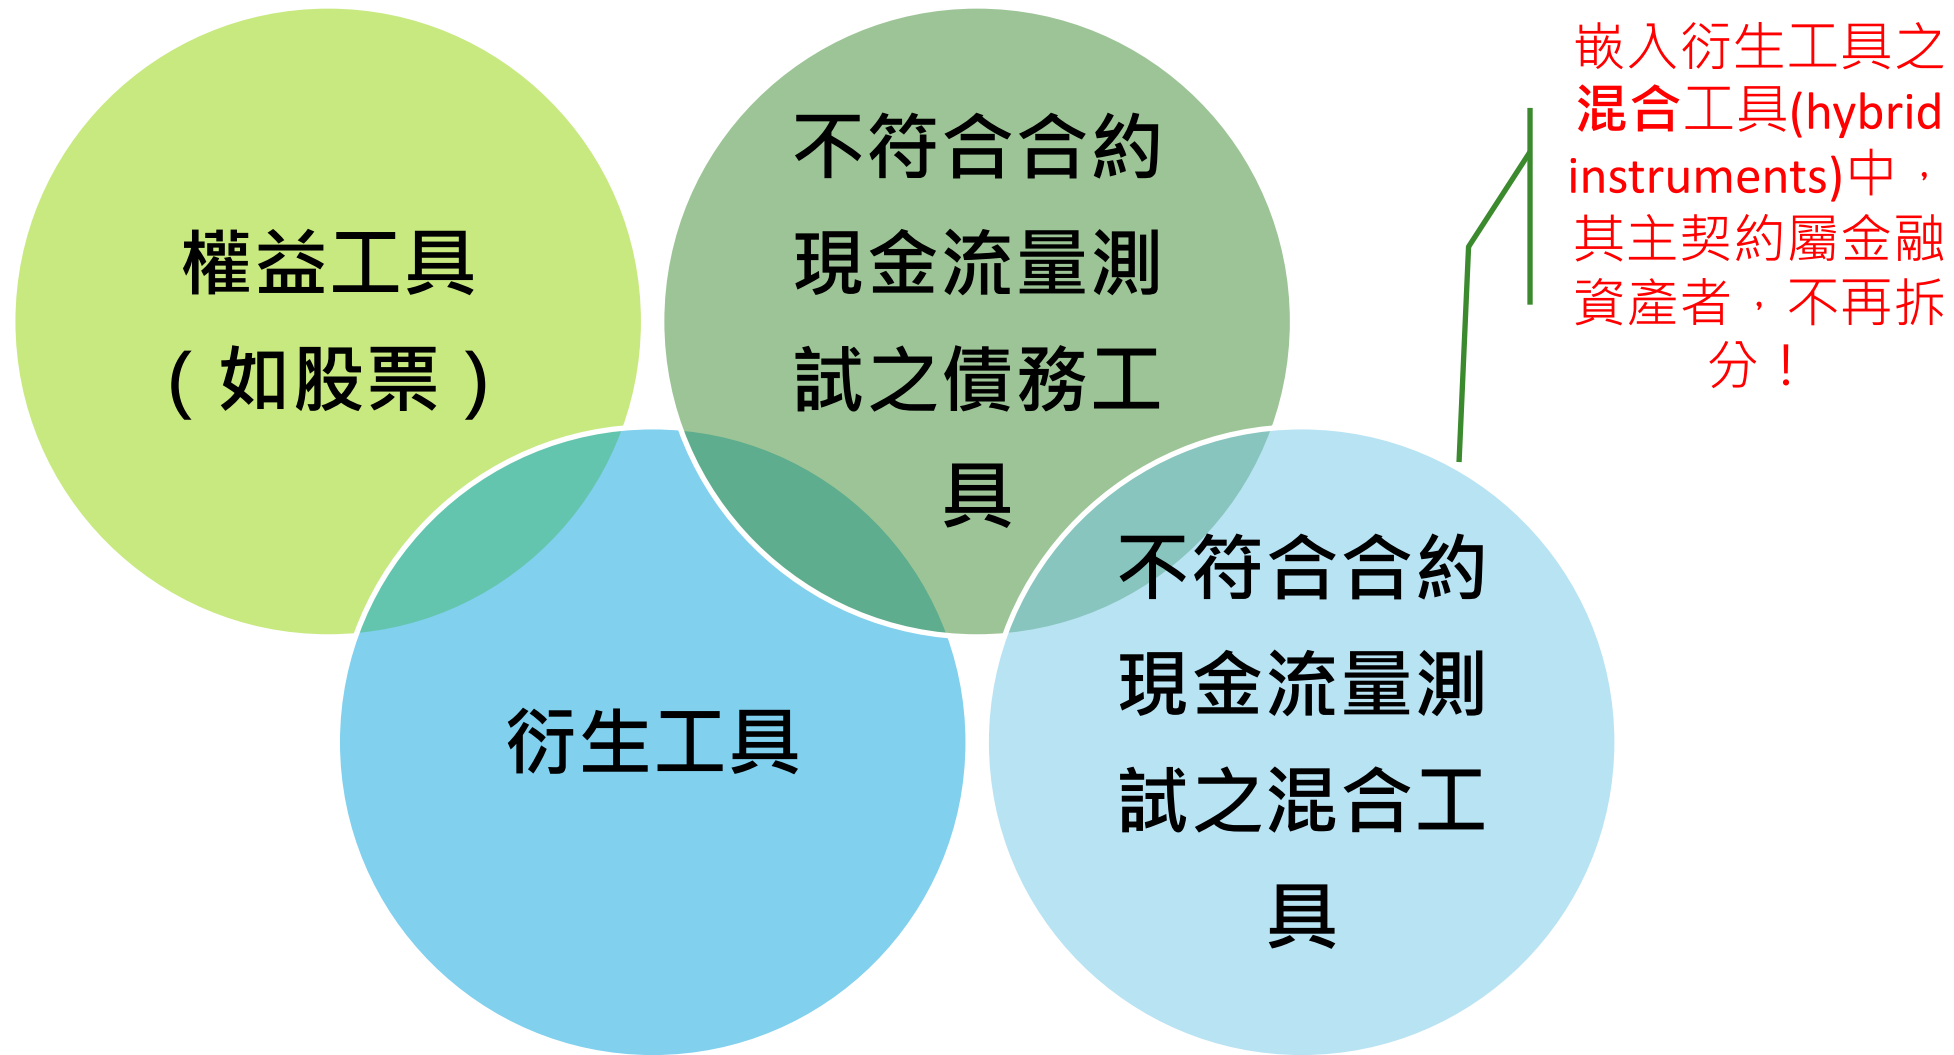 權益工具
（如股票）
不符合合約
現金流量測
試之債務工
具
衍生工具
不符合合約
現金流量測
試之混合工
具
嵌入衍生工具之
混合工具(hybrid
instruments)中，
其主契約屬金融
資產者，不再拆
分！